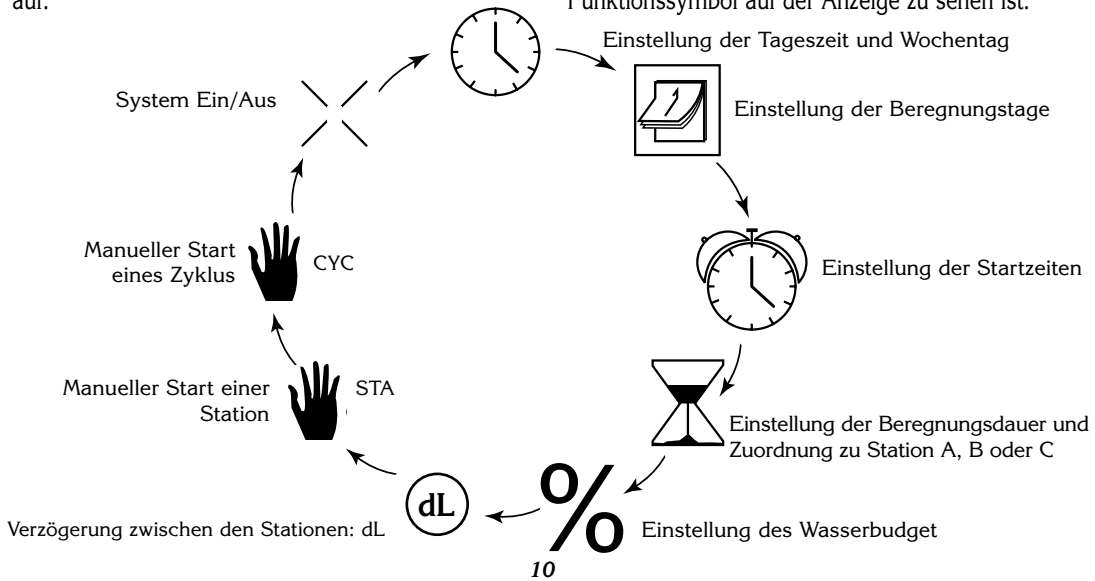 auf.
Funktionssymbol auf der Anzeige zu sehen ist.
Einstellung der Tageszeit und Wochentag
System Ein/Aus
Einstellung der Beregnungstage
Manueller Start
eines Zyklus
CYC
Einstellung der Startzeiten
Manueller Start einer
Station
STA
Einstellung der Beregnungsdauer und
Zuordnung zu Station A, B oder C
dL
%
Verzögerung zwischen den Stationen: dL
Einstellung des Wasserbudget
10